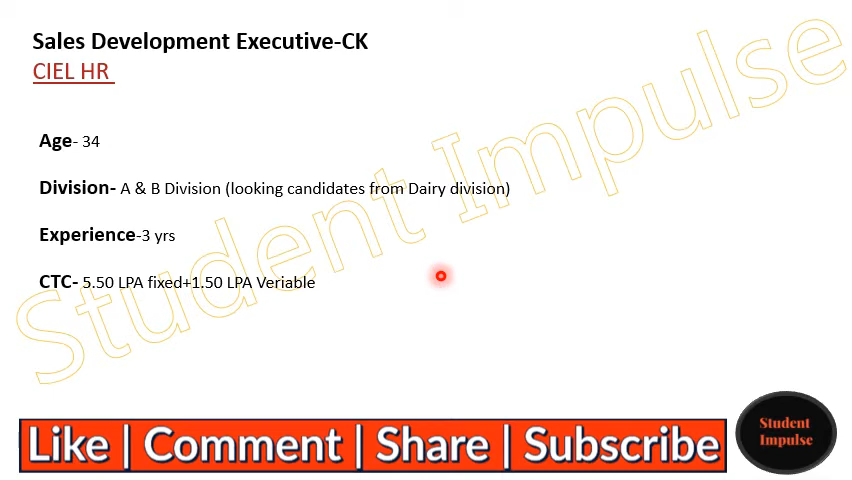 Sales Development Executive-CK
CIEL HR
Age- 34
Division- A & B Division (looking candidates from Dairy division)
Experience-3 yrs
CTC- 5.50 LPA fixed+1.50 LPA Veriable
Student Impulse
Like | Comment | Share | Subscribe
Student
Impulse